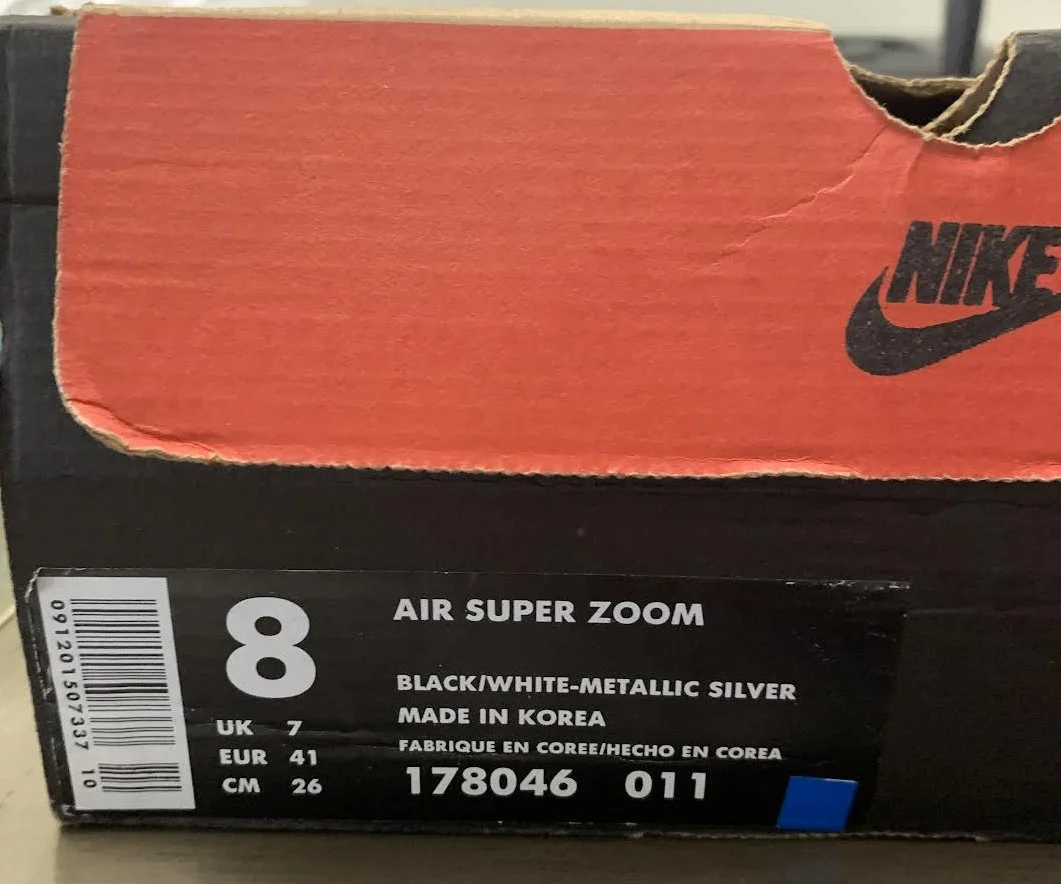 NIKE
8
UK 7
EUR 41
CM 26
AIR SUPER ZOOM
BLACK/WHITE-METALLIC SILVER
MADE IN KOREA
FABRIQUE EN COREE/HECHO EN COREA
178046 011
091201507337 10